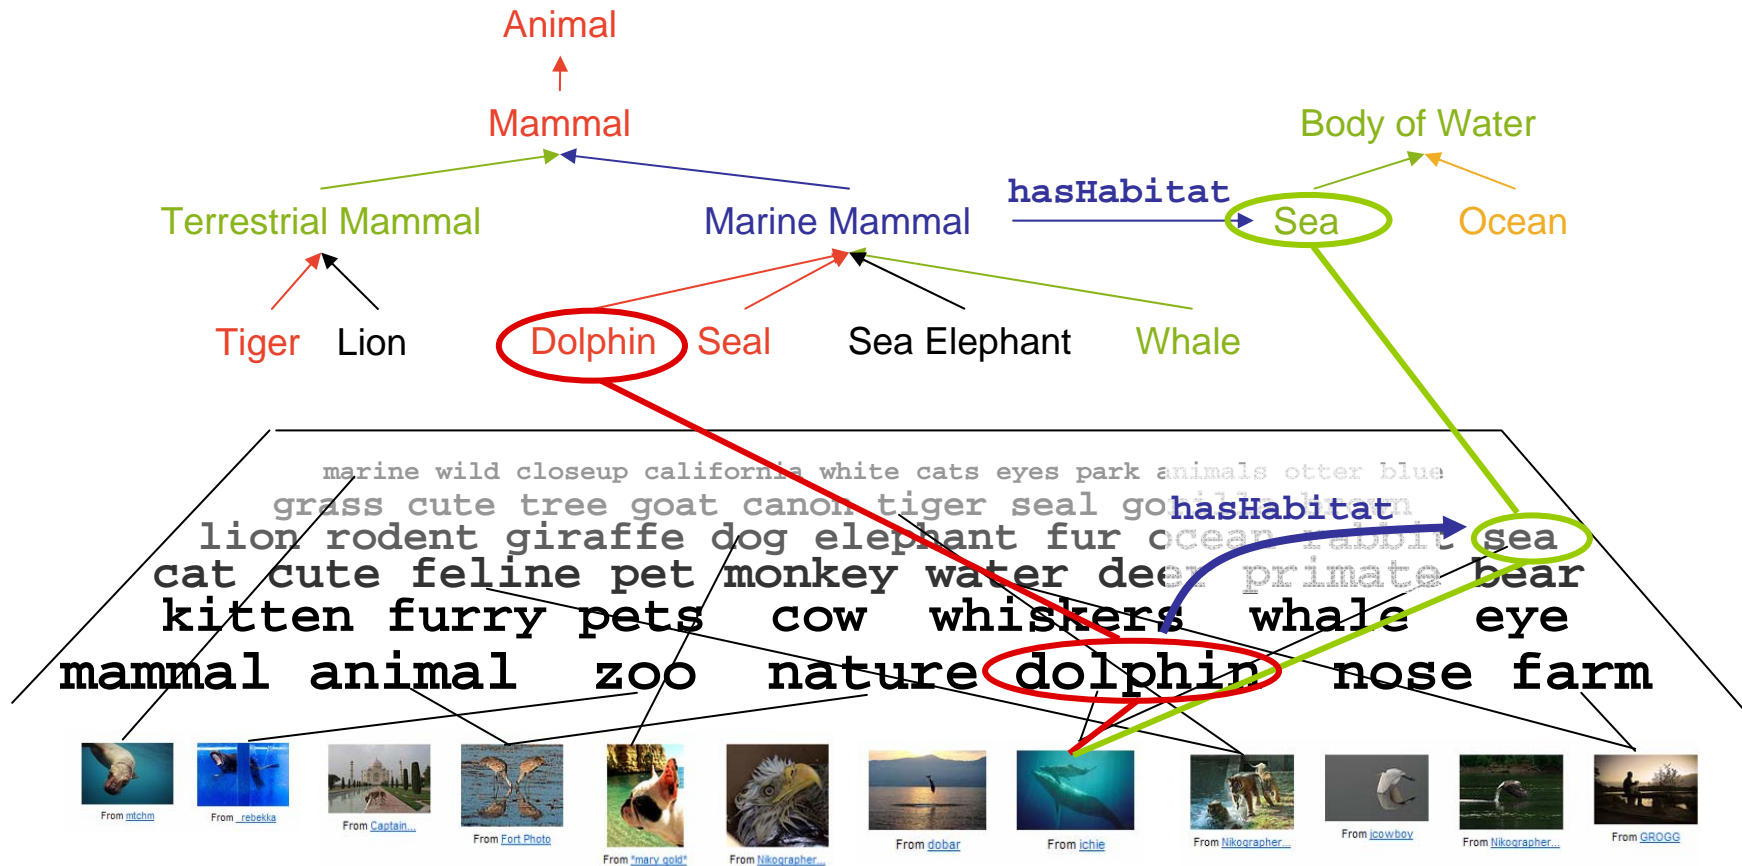 Animal
Mammal Body of Water
hasHabitat
Terrestrial Mammal Marine Mammal Sea Ocean
Tiger Lion Dolphin Seal Sea Elephant Whale
marine wild closeup california white cats eyes park animals otter blue
grass cute tree goat canon tiger seal gorilla brown
hasHabitat
lion rodent giraffe dog elephant fur ocean rabbit sea
cat cute feline pet monkey water deer primate bear
kitten furry pets cow whiskers whale eye
mammal animal zoo nature dolphin nose farm
From mtchm
From _rebekka
From Captain...
From Fort Photo
From *mary gold*
From Nikographer...
From dobar
From ichie
From Nikographer...
From jcowboy
From Nikographer...
From GROGG